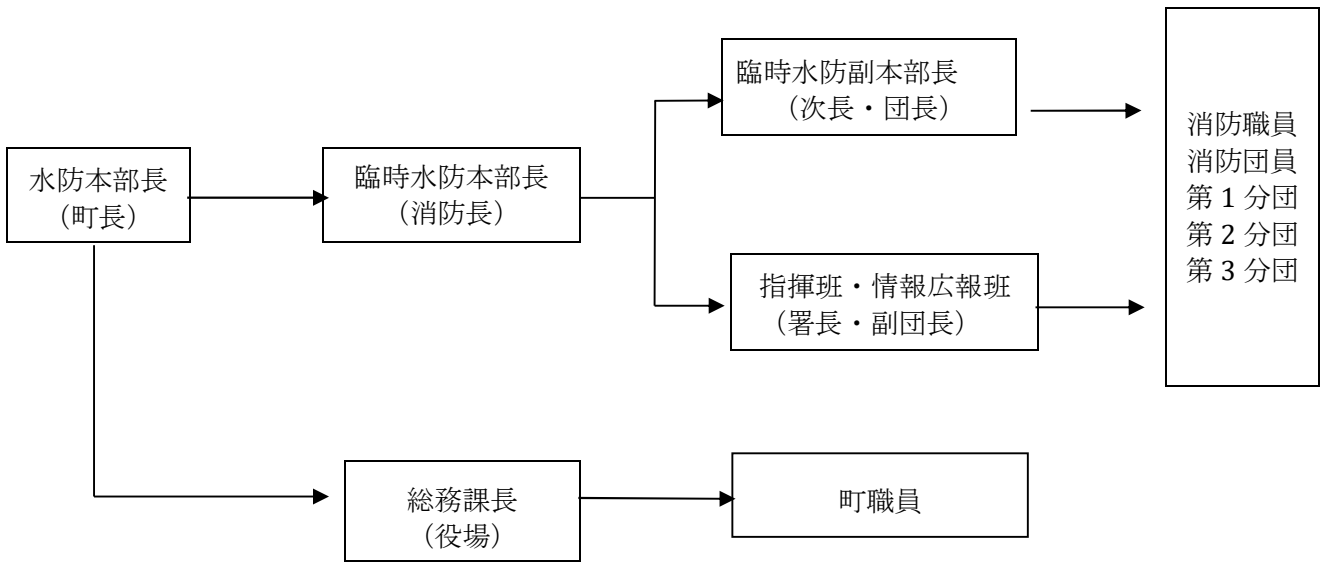 水防本部長
（町長）
臨時水防本部長
（消防長）
臨時水防副本部長
（次長・団長）
指揮班・情報広報班
（署長・副団長）
消防職員
消防団員
第1分団
第2分団
第3分団
総務課長
（役場）
町職員